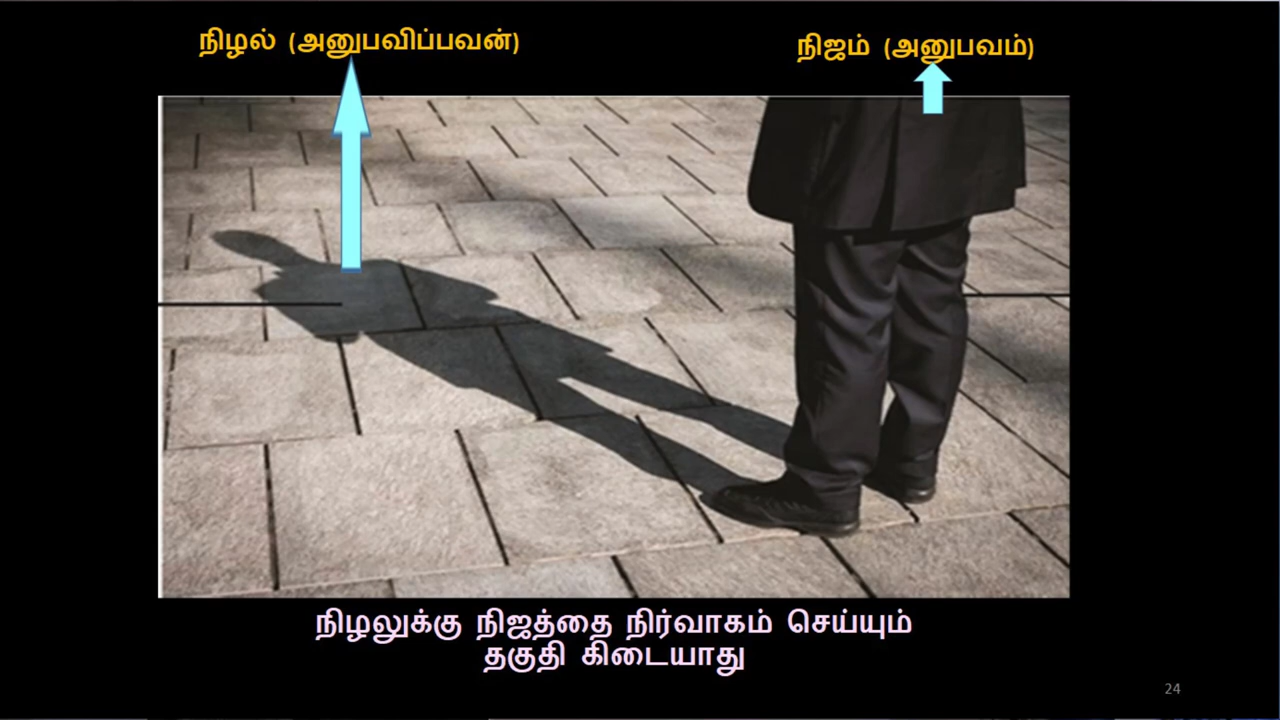 நிழல் (அனுபவிப்பவன்)
நிஜம் (அனுபவம்)
நிழலுக்கு நிஜத்தை நிர்வாகம் செய்யும்
தகுதி கிடையாது
24